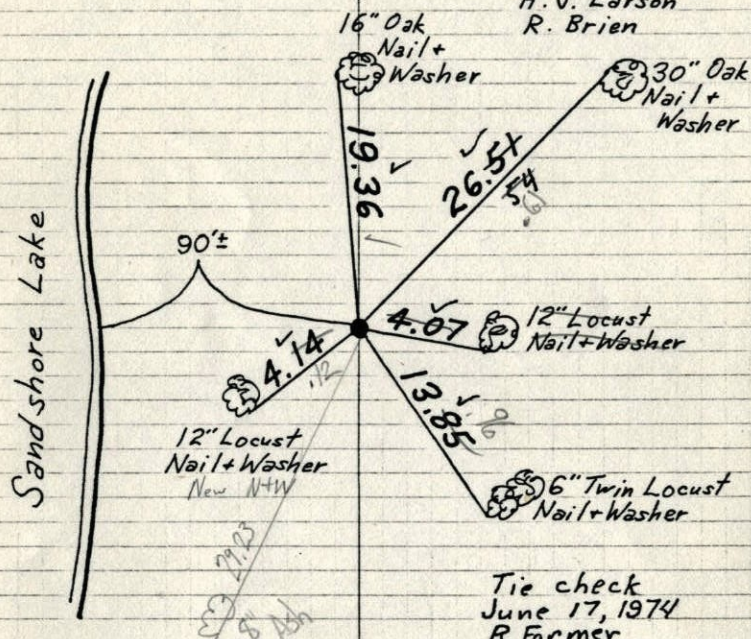 H. V. Larson
R. Brien
16" Oak
Nail +
Washer
30" Oak
Nail +
Washer
19.36 ✓
26.51 ✓
54
Sandshore Lake
90'±
4.07 ✓
12" Locust
Nail + Washer
4.14 ✓
.12
13.85 ✓
12" Locust
Nail + Washer
New N+W
6" Twin Locust
Nail + Washer
29.23
8" Ash
Tie check
June 17, 1974
R. Farmer